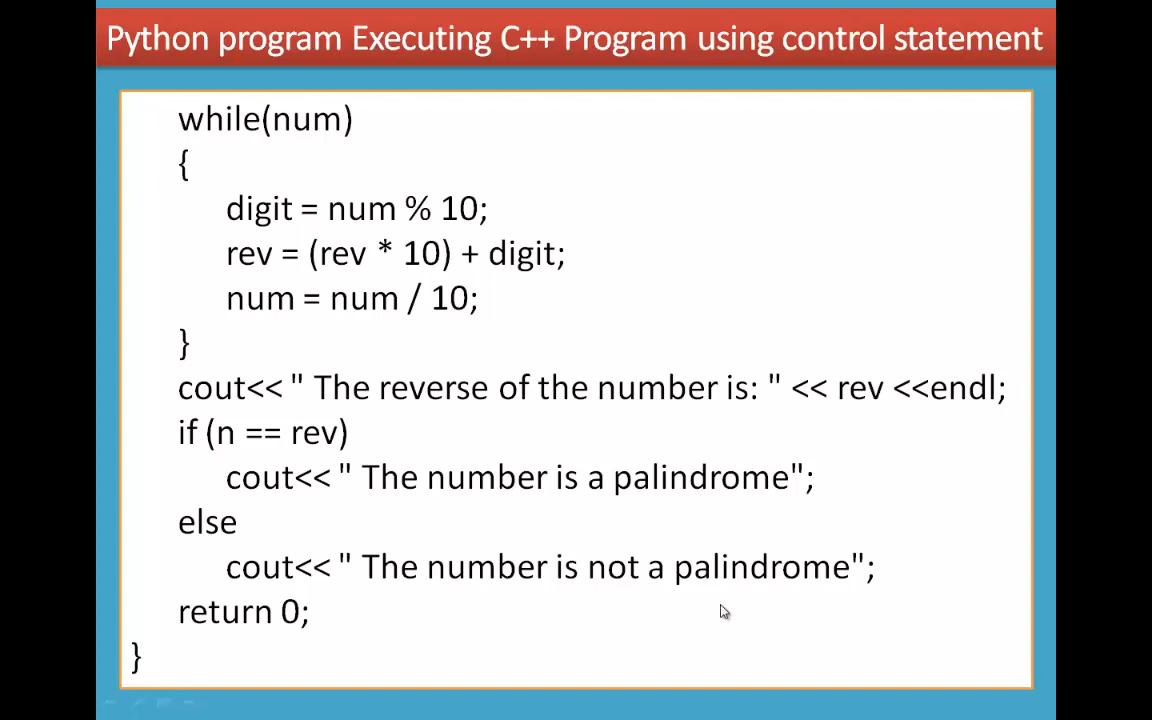 Python program Executing C++ Program using control statement
while(num)
{
digit = num % 10;
rev = (rev * 10) + digit;
num = num / 10;
}
cout<< " The reverse of the number is: " << rev <<endl;
if (n == rev)
cout<< " The number is a palindrome";
else
cout<< " The number is not a palindrome";
return 0;
}